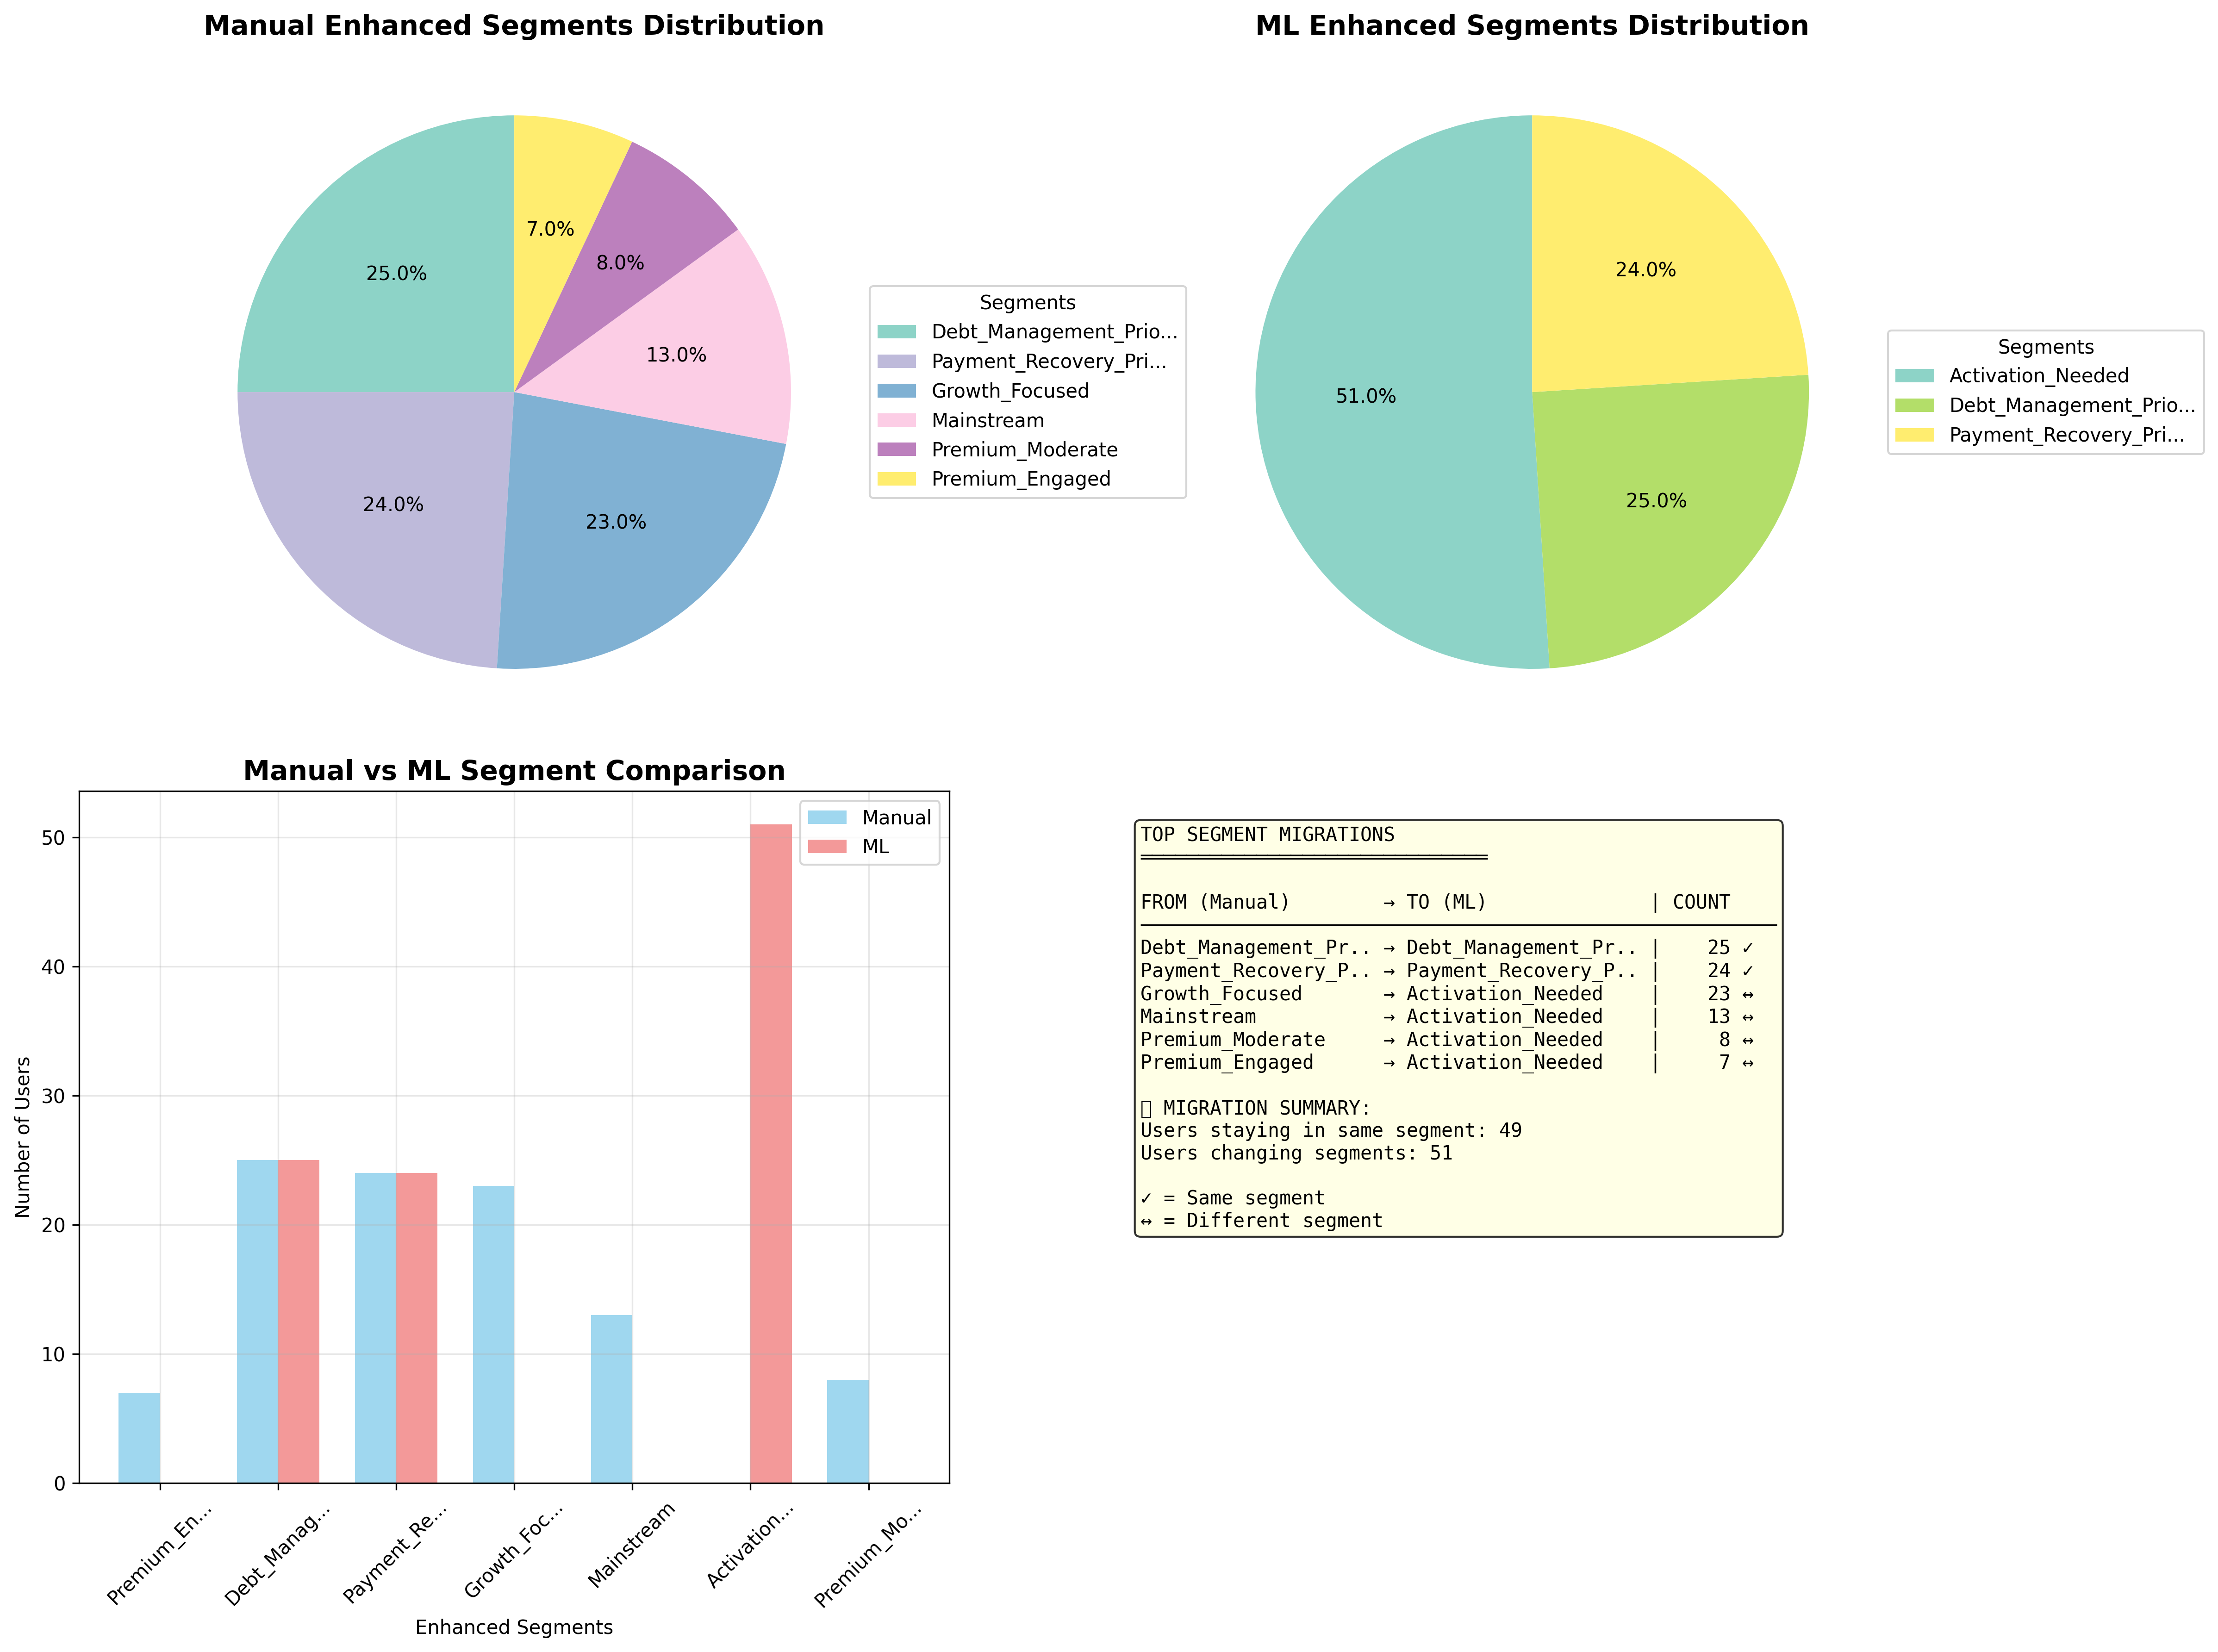 Manual Enhanced Segments Distribution
25.0%
24.0%
23.0%
13.0%
8.0%
7.0%
Segments
Debt_Management_Prio...
Payment_Recovery_Pri...
Growth_Focused
Mainstream
Premium_Moderate
Premium_Engaged
ML Enhanced Segments Distribution
51.0%
25.0%
24.0%
Segments
Activation_Needed
Debt_Management_Prio...
Payment_Recovery_Pri...
Manual vs ML Segment Comparison
Manual
ML
Number of Users
50
40
30
20
10
0
Premium_En...
Debt_Manag...
Payment_Re...
Growth_Foc...
Mainstream
Activation...
Premium_Mo...
Enhanced Segments
TOP SEGMENT MIGRATIONS
FROM (Manual) → TO (ML) | COUNT
Debt_Management_Pr.. → Debt_Management_Pr.. | 25 ✓
Payment_Recovery_P.. → Payment_Recovery_P.. | 24 ✓
Growth_Focused → Activation_Needed | 23 ↔
Mainstream → Activation_Needed | 13 ↔
Premium_Moderate → Activation_Needed | 8 ↔
Premium_Engaged → Activation_Needed | 7 ↔
MIGRATION SUMMARY:
Users staying in same segment: 49
Users changing segments: 51
✓ = Same segment
↔ = Different segment